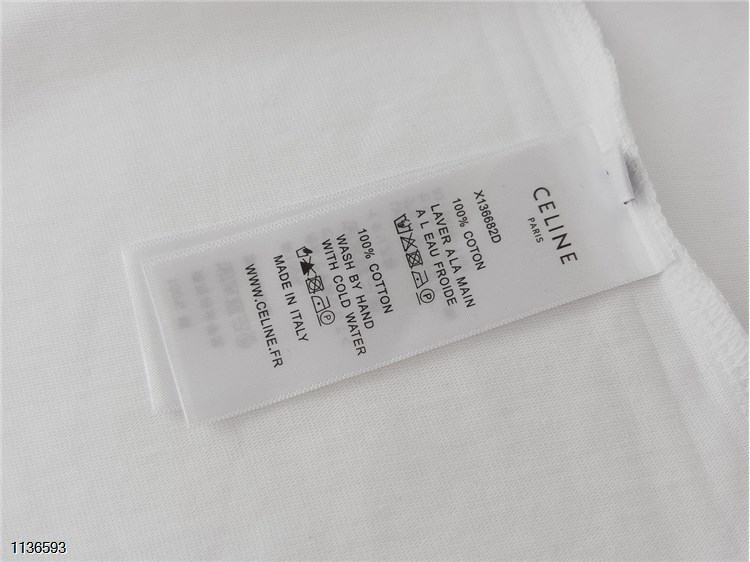 CELINE
PARIS
X136682D
100% COTON
LAVER ALA MAIN
A L EAU FROIDE
P
100% COTTON
WASH BY HAND
WITH COLD WATER
P
MADE IN ITALY
WWW.CELINE.FR
1136593